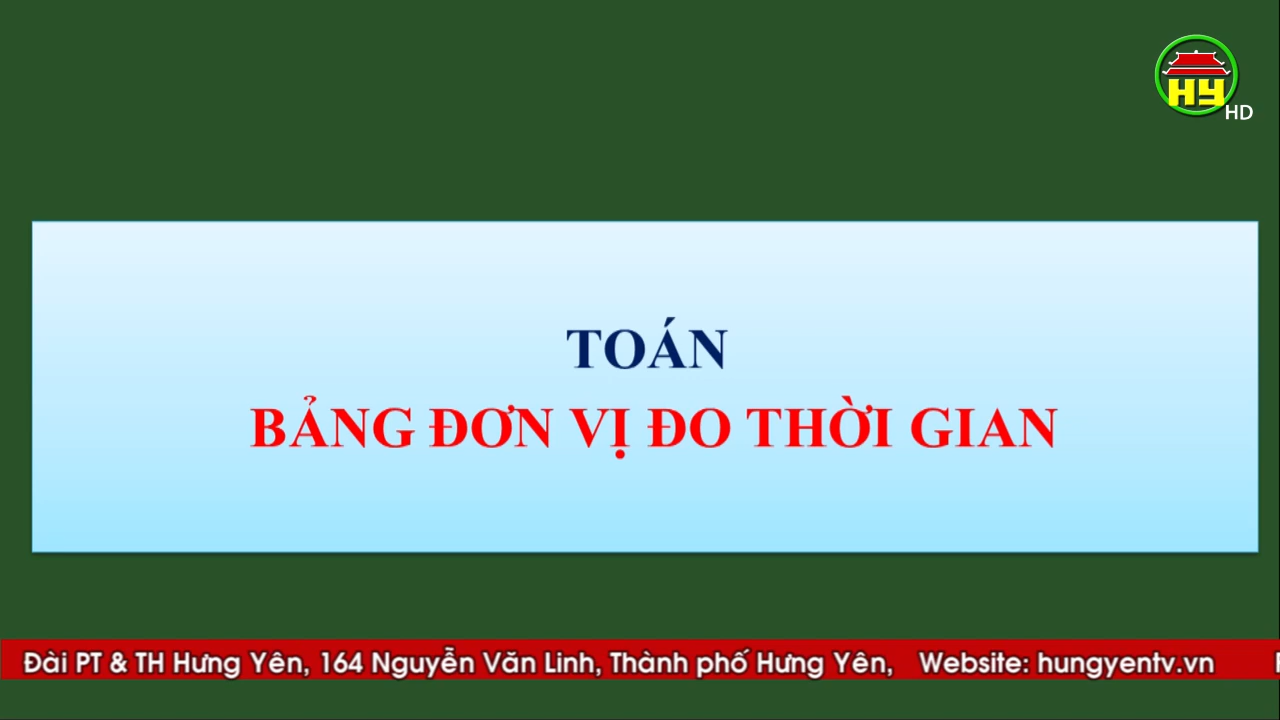 HY
HD
TOÁN
BẢNG ĐƠN VỊ ĐO THỜI GIAN
Đài PT & TH Hưng Yên, 164 Nguyễn Văn Linh, Thành phố Hưng Yên, Website: hungyentv.vn